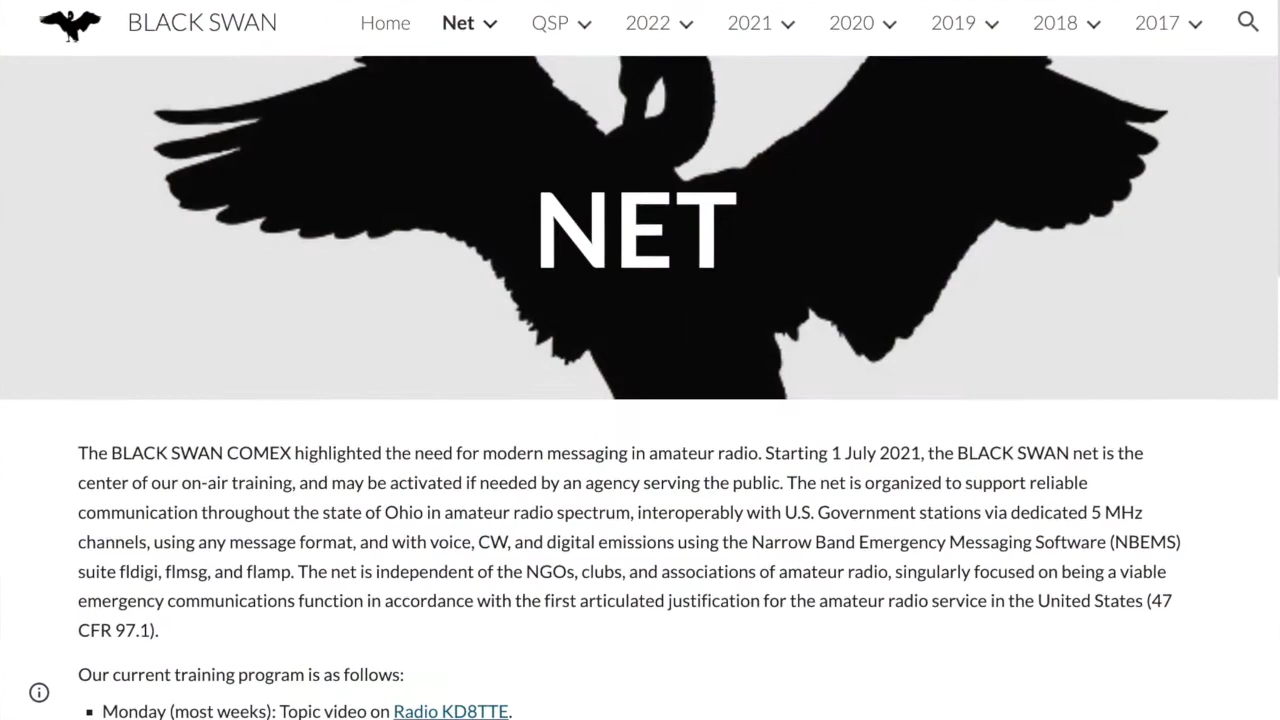 BLACK SWAN Home Net QSP 2022 2021 2020 2019 2018 2017
NET
The BLACK SWAN COMEX highlighted the need for modern messaging in amateur radio. Starting 1 July 2021, the BLACK SWAN net is the
center of our on-air training, and may be activated if needed by an agency serving the public. The net is organized to support reliable
communication throughout the state of Ohio in amateur radio spectrum, interoperably with U.S. Government stations via dedicated 5 MHz
channels, using any message format, and with voice, CW, and digital emissions using the Narrow Band Emergency Messaging Software (NBEMS)
suite fldigi, flmsg, and flamp. The net is independent of the NGOs, clubs, and associations of amateur radio, singularly focused on being a viable
emergency communications function in accordance with the first articulated justification for the amateur radio service in the United States (47
CFR 97.1).
Our current training program is as follows:
▪ Monday (most weeks): Topic video on Radio KD8TTE.